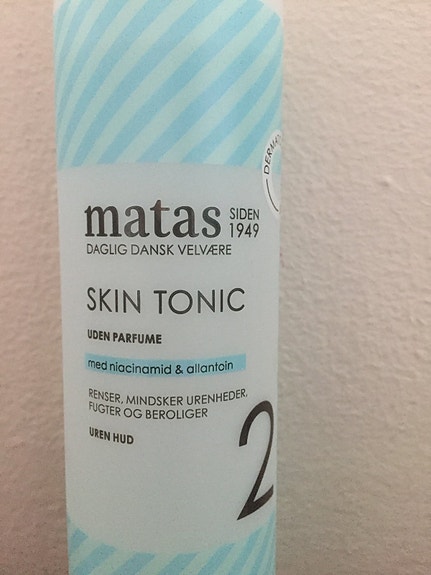 matas SIDEN 1949
DAGLIG DANSK VELVÆRE
SKIN TONIC
UDEN PARFUME
med niacinamid & allantoin
RENSER, MINDSKER URENHEDER,
FUGTER OG BEROLIGER
UREN HUD
2